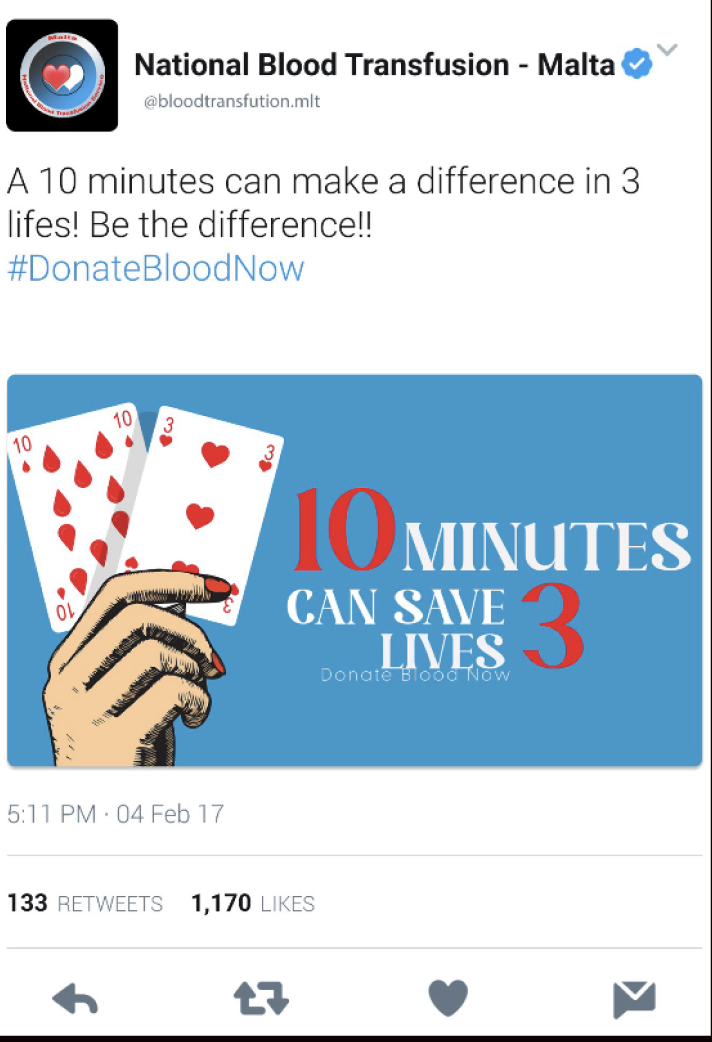 Malta
National Blood Transfusion Service
National Blood Transfusion - Malta
@bloodtransfution.mlt
A 10 minutes can make a difference in 3
lifes! Be the difference!!
#DonateBloodNow
10
10
10
3
3
3
10 MINUTES
CAN SAVE 3
LIVES
Donate Blood Now
5:11 PM · 04 Feb 17
133 RETWEETS 1,170 LIKES